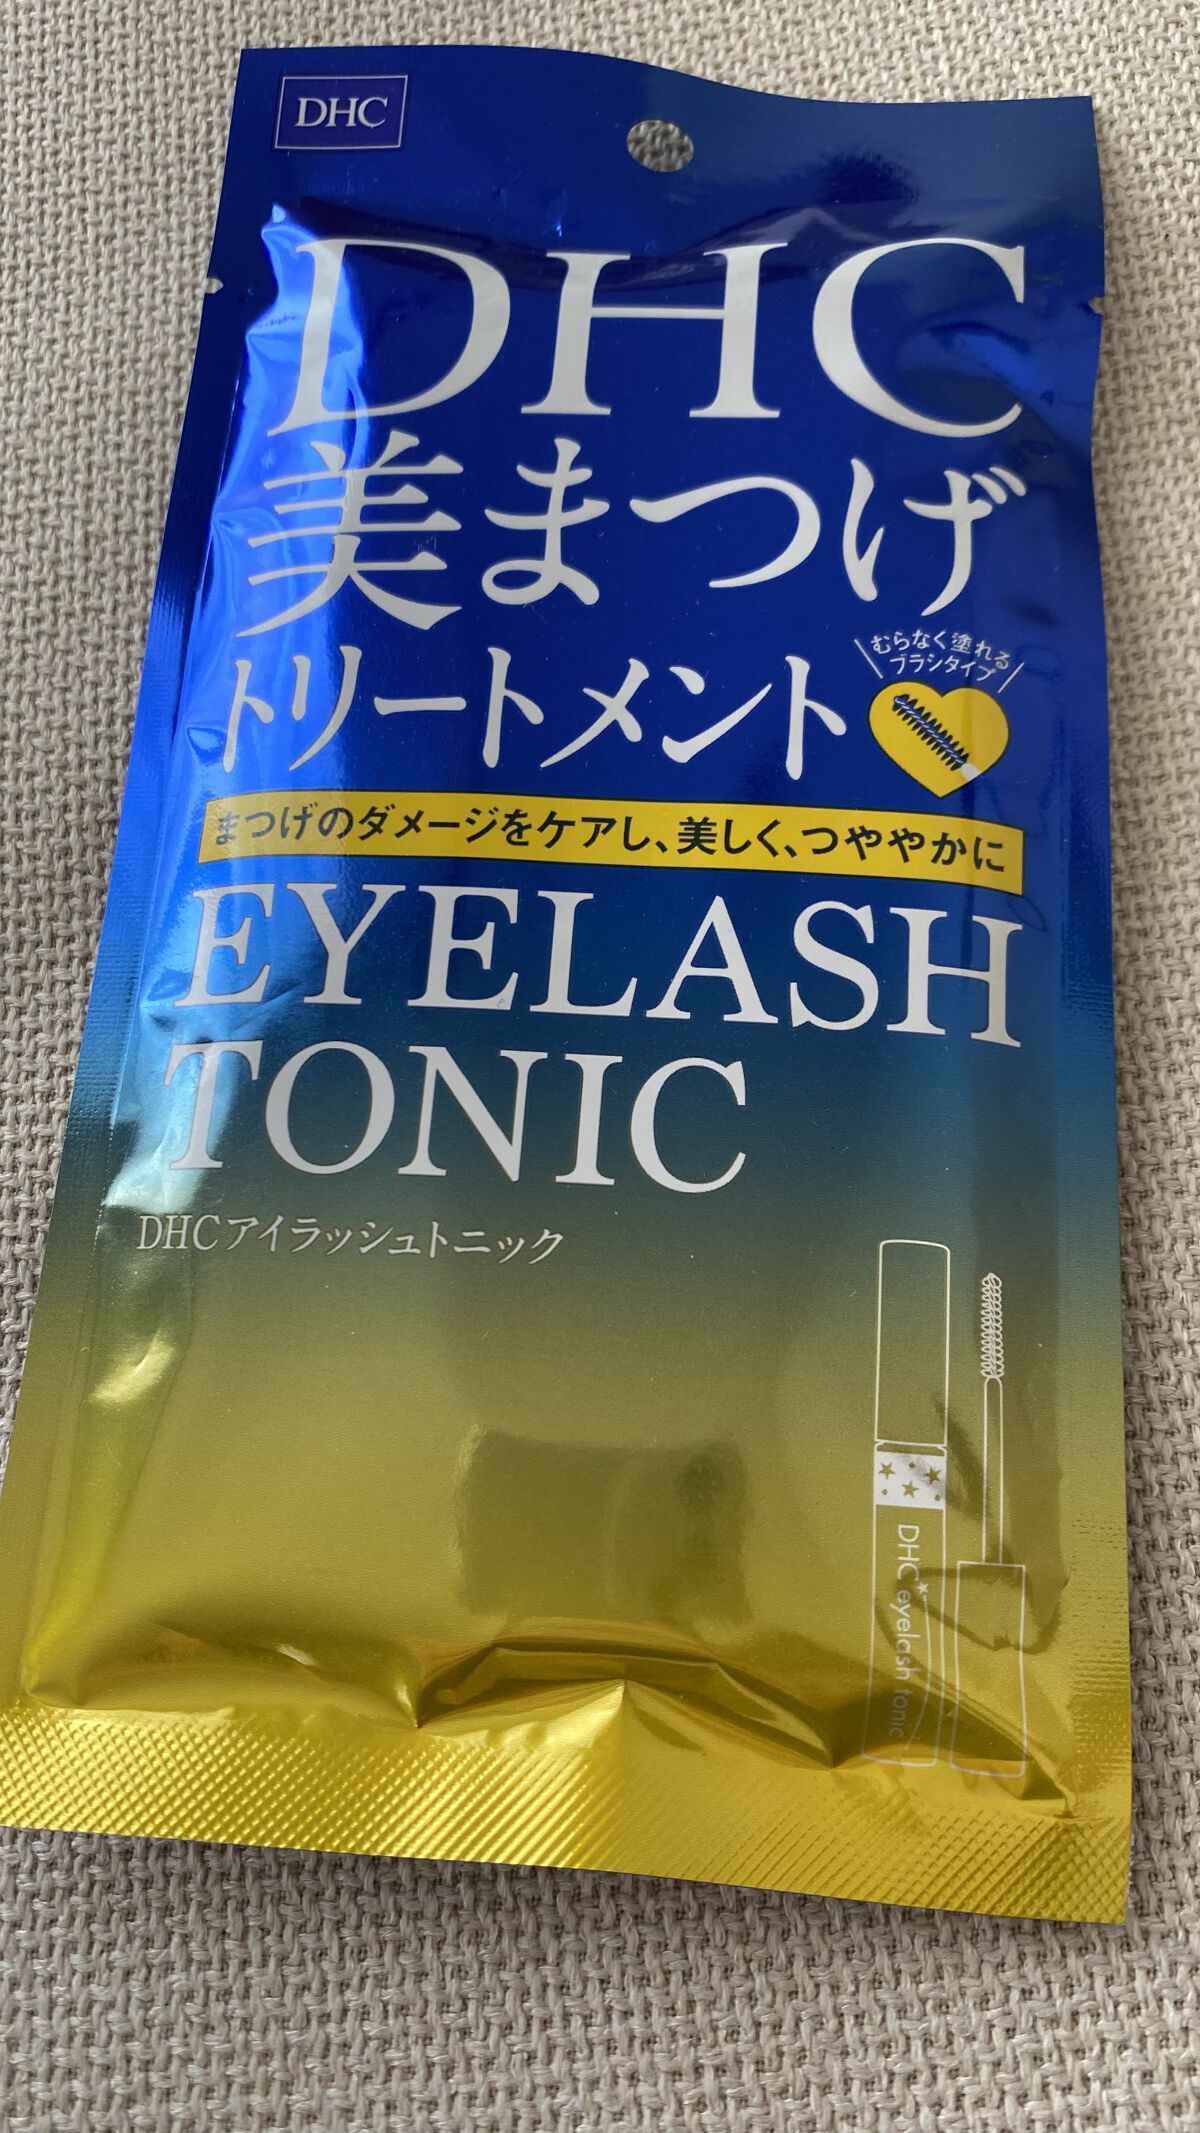 DHC
DHC
美まつげ
トリートメント
むらなく塗れる
ブラシタイプ
まつげのダメージをケアし、美しく、つややかに
EYELASH
TONIC
DHCアイラッシュトニック
DHC eyelash tonic